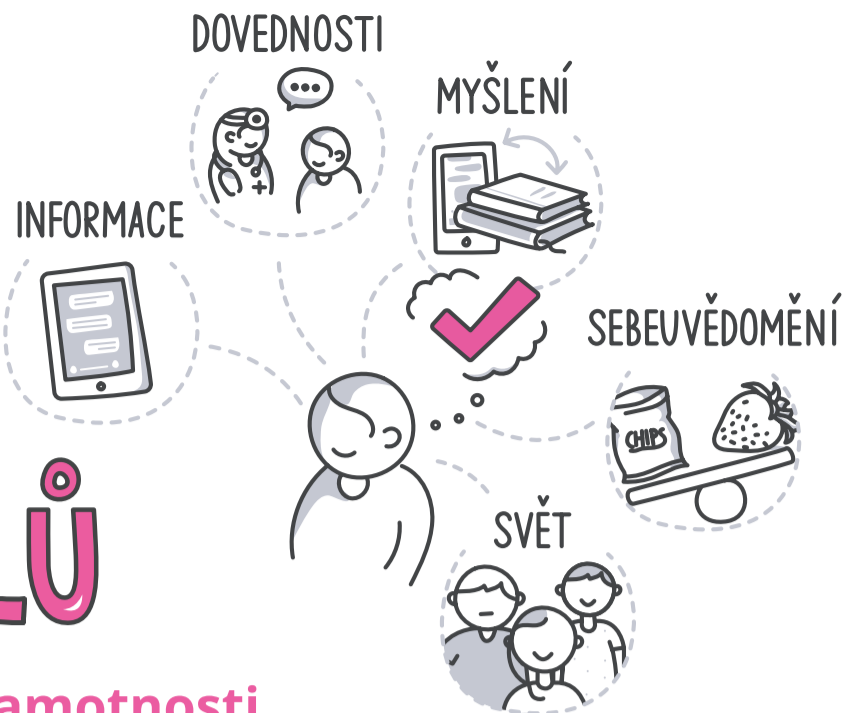 DOVEDNOSTI
MYŠLENÍ
INFORMACE
SEBEUVĚDOMĚNÍ
CHIPS
SVĚT
LŮ
amotnosti